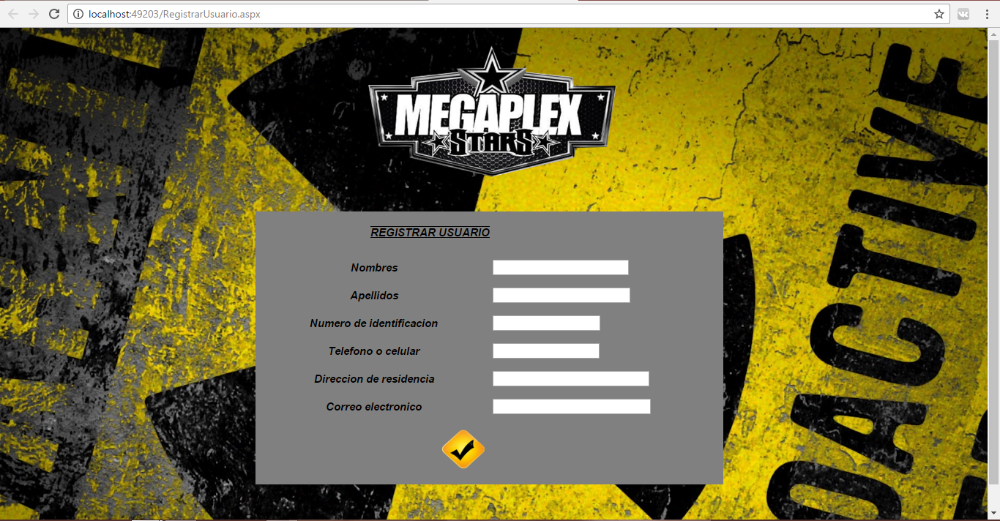 localhost:49203/RegistrarUsuario.aspx
MEGAPLEX
STARS
REGISTRAR USUARIO
Nombres
Apellidos
Numero de identificacion
Telefono o celular
Direccion de residencia
Correo electronico
OACTIVE